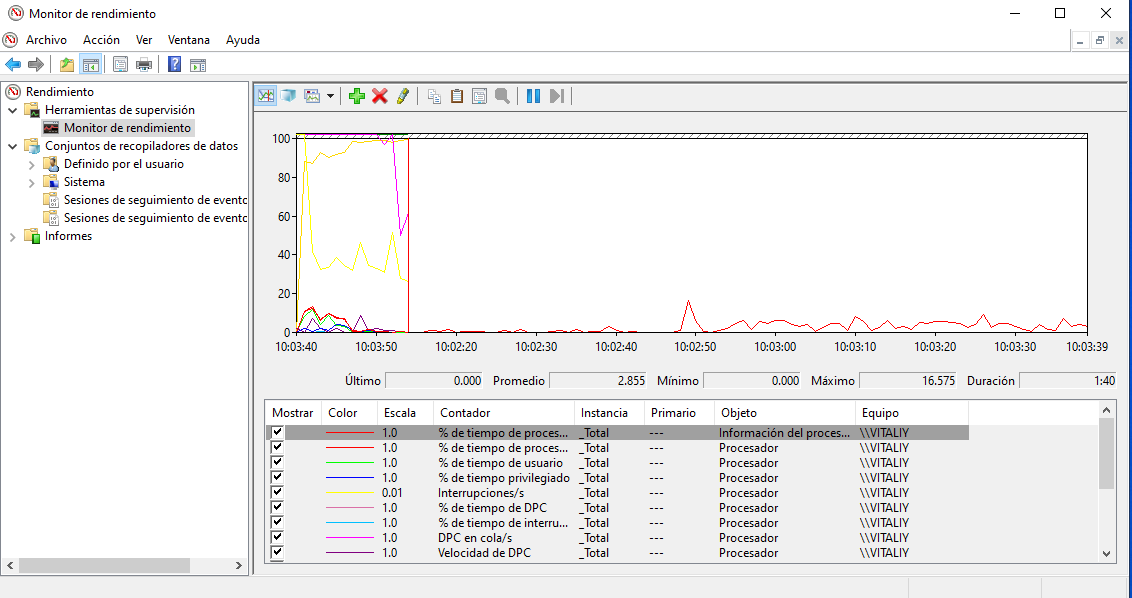 Monitor de rendimiento
Archivo Acción Ver Ventana Ayuda
Rendimiento
Herramientas de supervisión
Monitor de rendimiento
Conjuntos de recopiladores de datos
Definido por el usuario
Sistema
Sesiones de seguimiento de evento
Sesiones de seguimiento de evento
Informes
100
80
60
40
20
0
10:03:40 10:03:50 10:02:20 10:02:30 10:02:40 10:02:50 10:03:00 10:03:10 10:03:20 10:03:30 10:03:39
Último 0.000 Promedio 2.855 Mínimo 0.000 Máximo 16.575 Duración 1:40
Mostrar Color Escala Contador Instancia Primario Objeto Equipo
1.0 % de tiempo de proces... _Total --- Información del proces... \\VITALIY
1.0 % de tiempo de proces... _Total --- Procesador \\VITALIY
1.0 % de tiempo de usuario _Total --- Procesador \\VITALIY
1.0 % de tiempo privilegiado _Total --- Procesador \\VITALIY
0.01 Interrupciones/s _Total --- Procesador \\VITALIY
1.0 % de tiempo de DPC _Total --- Procesador \\VITALIY
1.0 % de tiempo de interru... _Total --- Procesador \\VITALIY
1.0 DPC en cola/s _Total --- Procesador \\VITALIY
1.0 Velocidad de DPC _Total --- Procesador \\VITALIY